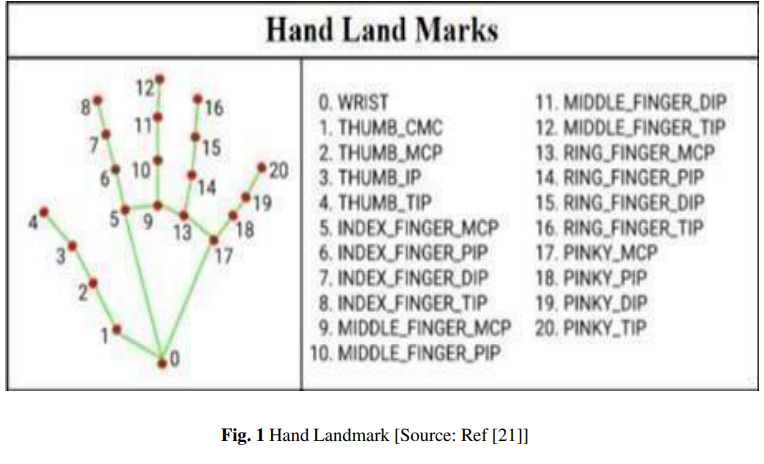 Hand Land Marks
12
8
16
11
7
15
6
10
20
14
19
4
5
9
13
18
3
17
2
1
0
0. WRIST
1. THUMB_CMC
2. THUMB_MCP
3. THUMB_IP
4. THUMB_TIP
5. INDEX_FINGER_MCP
6. INDEX_FINGER_PIP
7. INDEX_FINGER_DIP
8. INDEX_FINGER_TIP
9. MIDDLE_FINGER_MCP
10. MIDDLE_FINGER_PIP
11. MIDDLE_FINGER_DIP
12. MIDDLE_FINGER_TIP
13. RING_FINGER_MCP
14. RING_FINGER_PIP
15. RING_FINGER_DIP
16. RING_FINGER_TIP
17. PINKY_MCP
18. PINKY_PIP
19. PINKY_DIP
20. PINKY_TIP
Fig. 1 Hand Landmark [Source: Ref [21]]